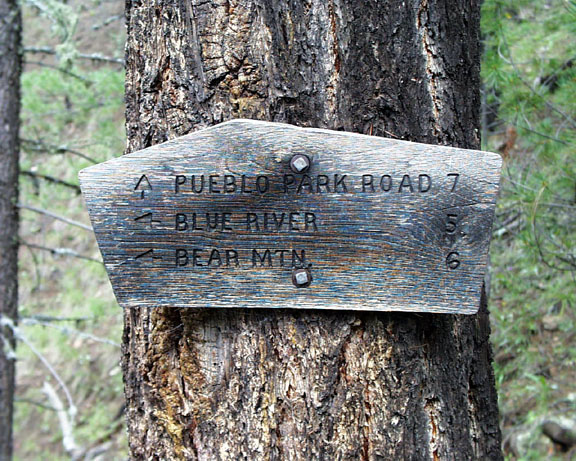 PUEBLO PARK ROAD 7
BLUE RIVER 5
BEAR MTN. 6